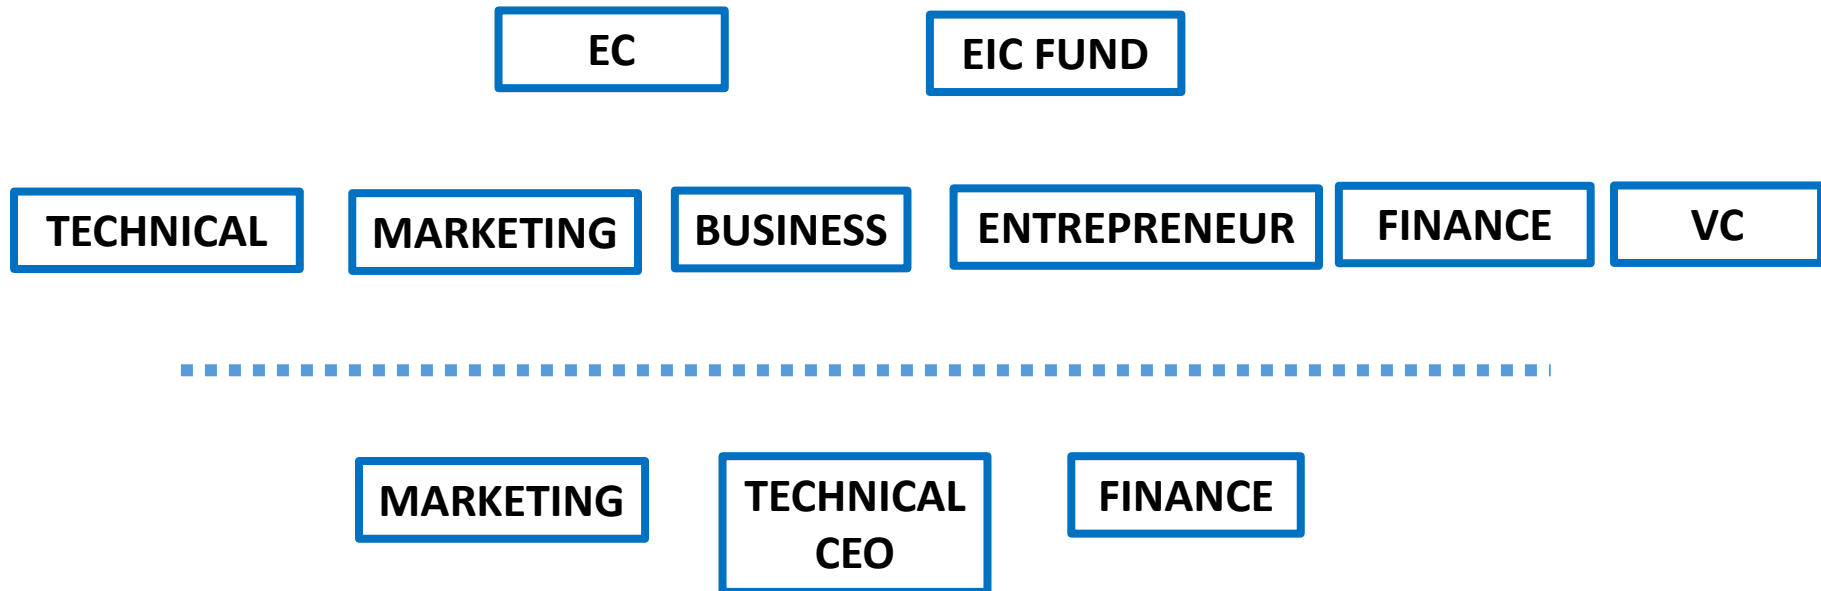 EC
EIC FUND
TECHNICAL
MARKETING
BUSINESS
ENTREPRENEUR
FINANCE
VC
MARKETING
TECHNICAL
CEO
FINANCE